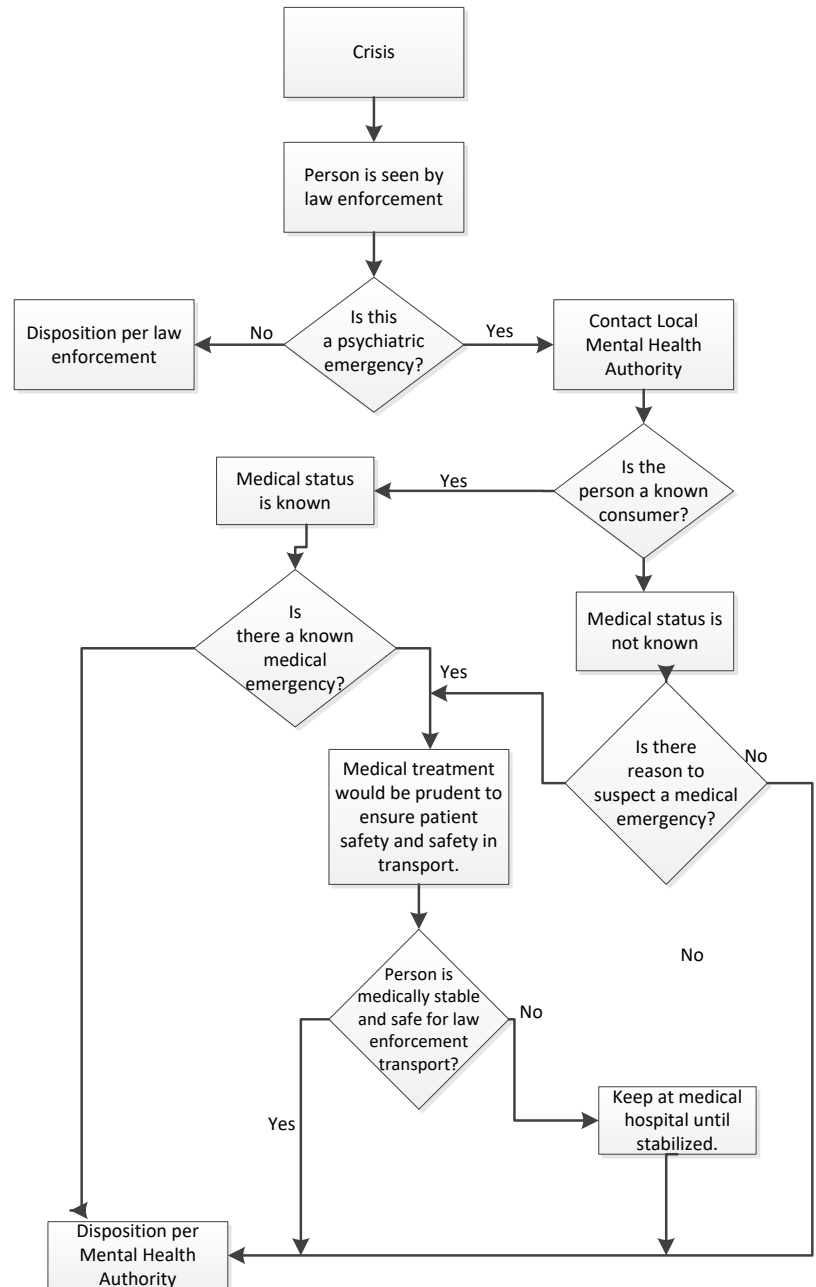 Crisis
Person is seen by
law enforcement
Is this
a psychiatric
emergency?
No
Yes
Disposition per law
enforcement
Contact Local
Mental Health
Authority
Is the
person a known
consumer?
Yes
Medical status
is known
Medical status is
not known
Is
there a known
medical
emergency?
Yes
Is there
reason to
suspect a medical
emergency?
No
Medical treatment
would be prudent to
ensure patient
safety and safety in
transport.
No
Person is
medically stable
and safe for law
enforcement
transport?
No
Yes
Keep at medical
hospital until
stabilized.
Disposition per
Mental Health
Authority